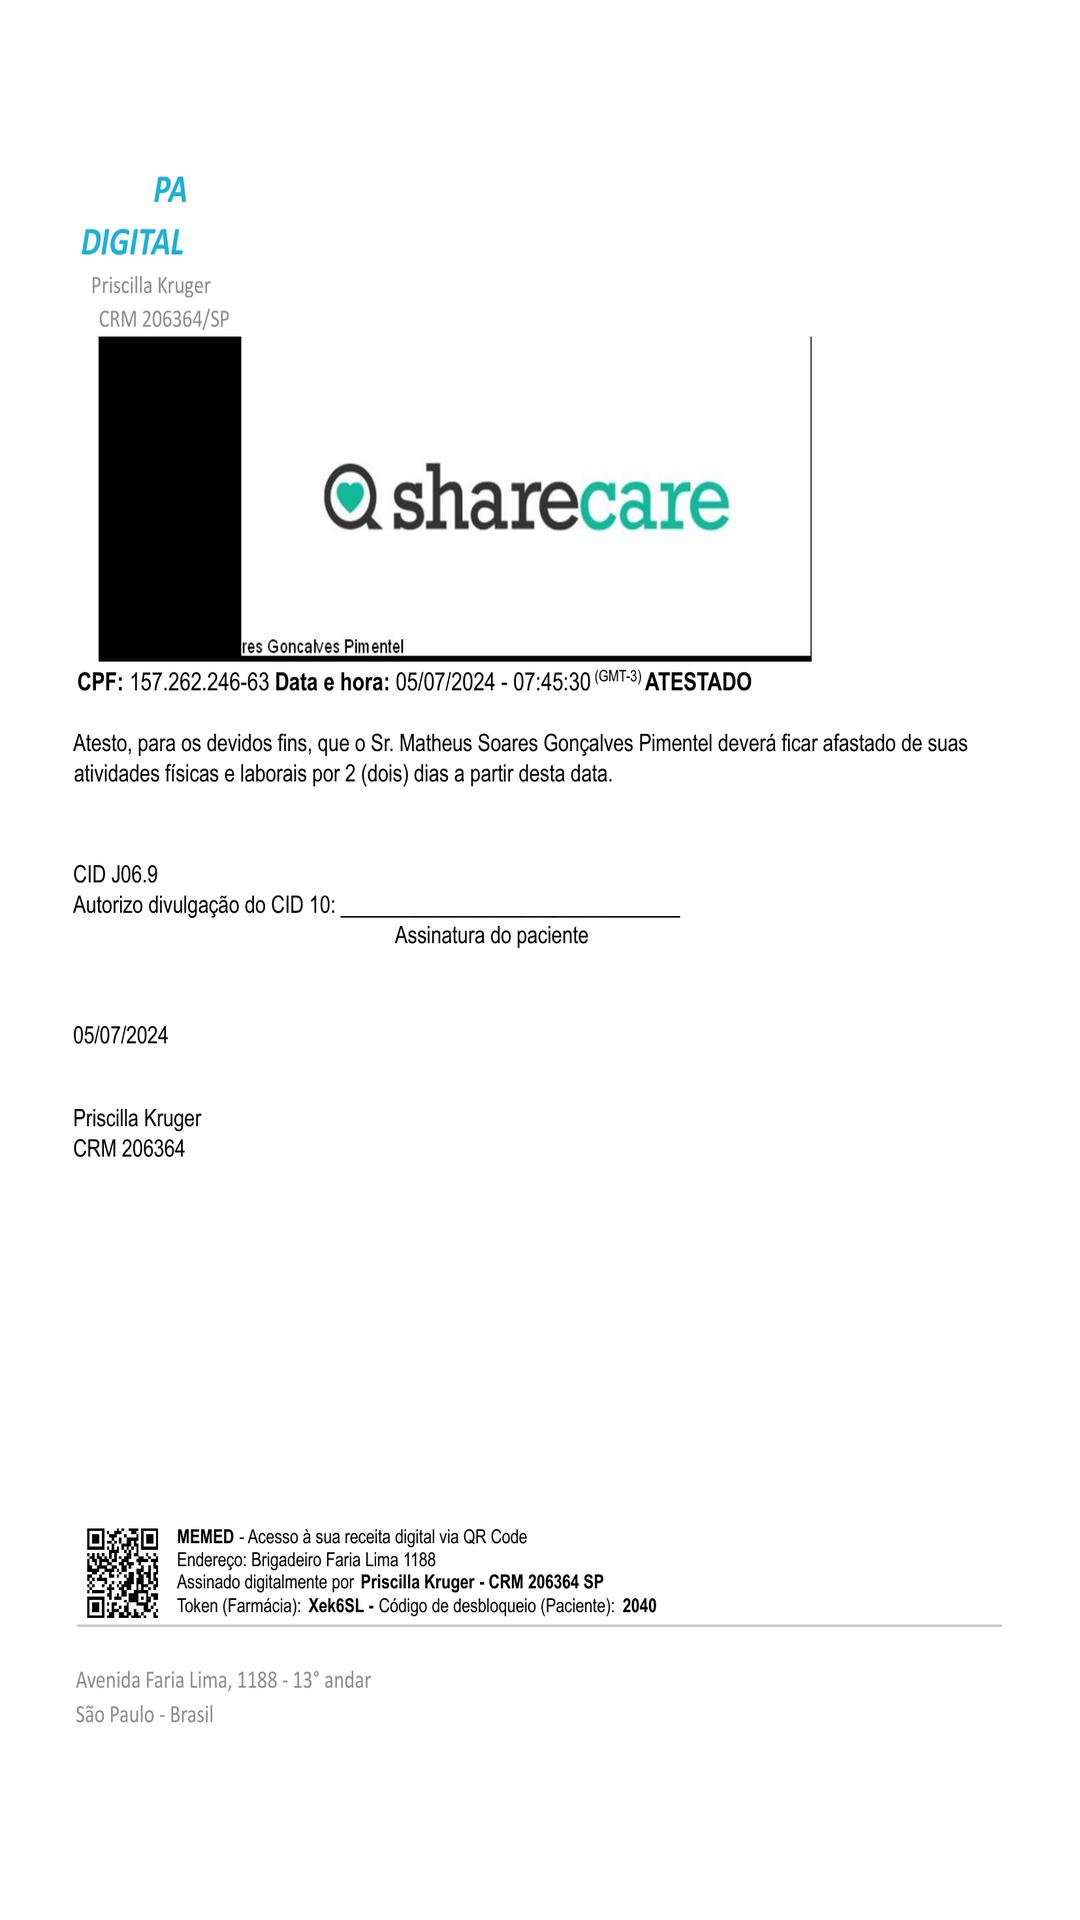 PA
DIGITAL
Priscilla Kruger
CRM 206364/SP
sharecare
res Goncalves Pimentel
CPF: 157.262.246-63 Data e hora: 05/07/2024 - 07:45:30 (GMT-3) ATESTADO
Atesto, para os devidos fins, que o Sr. Matheus Soares Gonçalves Pimentel deverá ficar afastado de suas
atividades físicas e laborais por 2 (dois) dias a partir desta data.
CID J06.9
Autorizo divulgação do CID 10: ______________________________
Assinatura do paciente
05/07/2024
Priscilla Kruger
CRM 206364
MEMED - Acesso à sua receita digital via QR Code
Endereço: Brigadeiro Faria Lima 1188
Assinado digitalmente por Priscilla Kruger - CRM 206364 SP
Token (Farmácia): Xek6SL - Código de desbloqueio (Paciente): 2040
Avenida Faria Lima, 1188 - 13° andar
São Paulo - Brasil